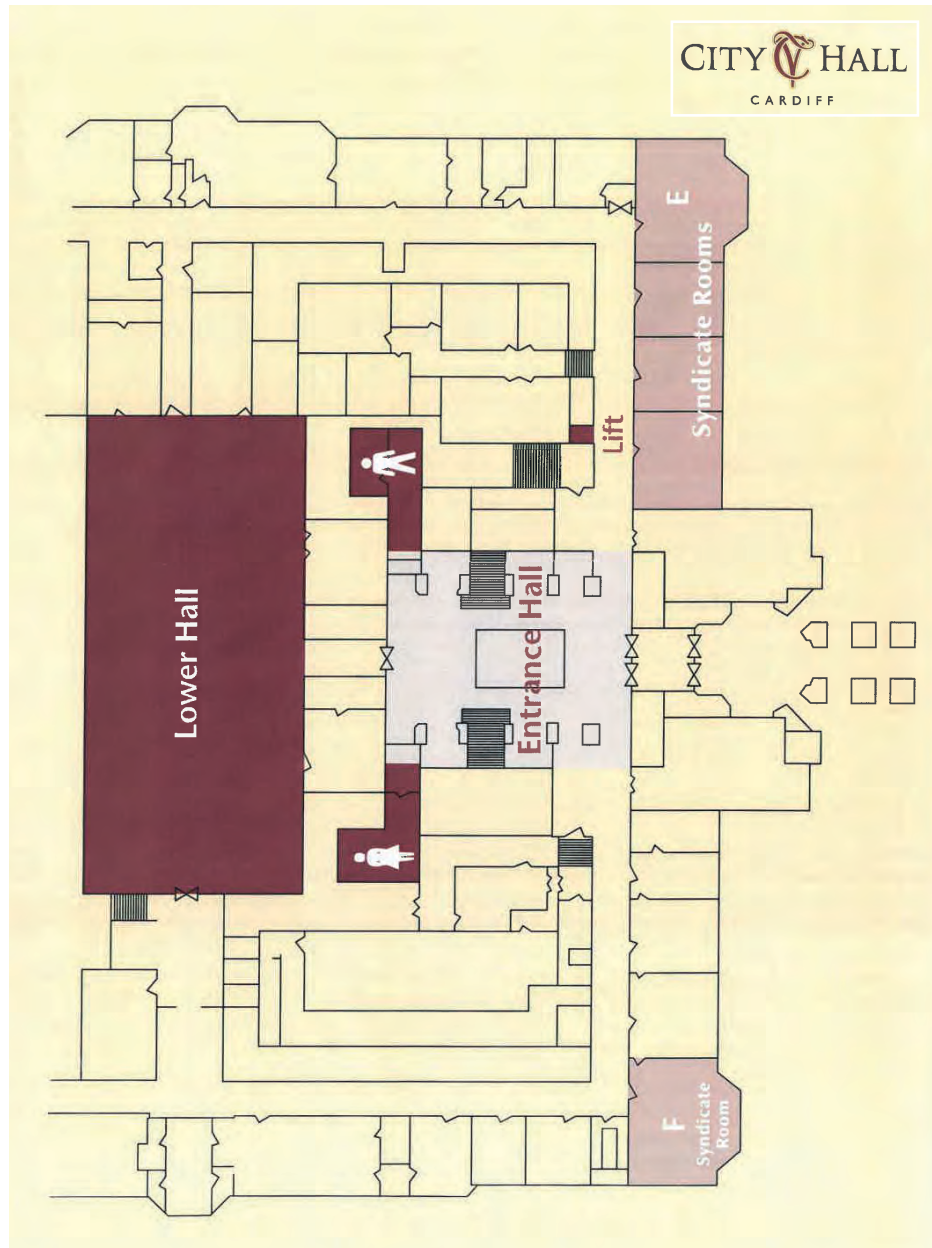 CITY HALL
CARDIFF
E
Syndicate Rooms
Lift
Lower Hall
Entrance Hall
F
Syndicate
Room